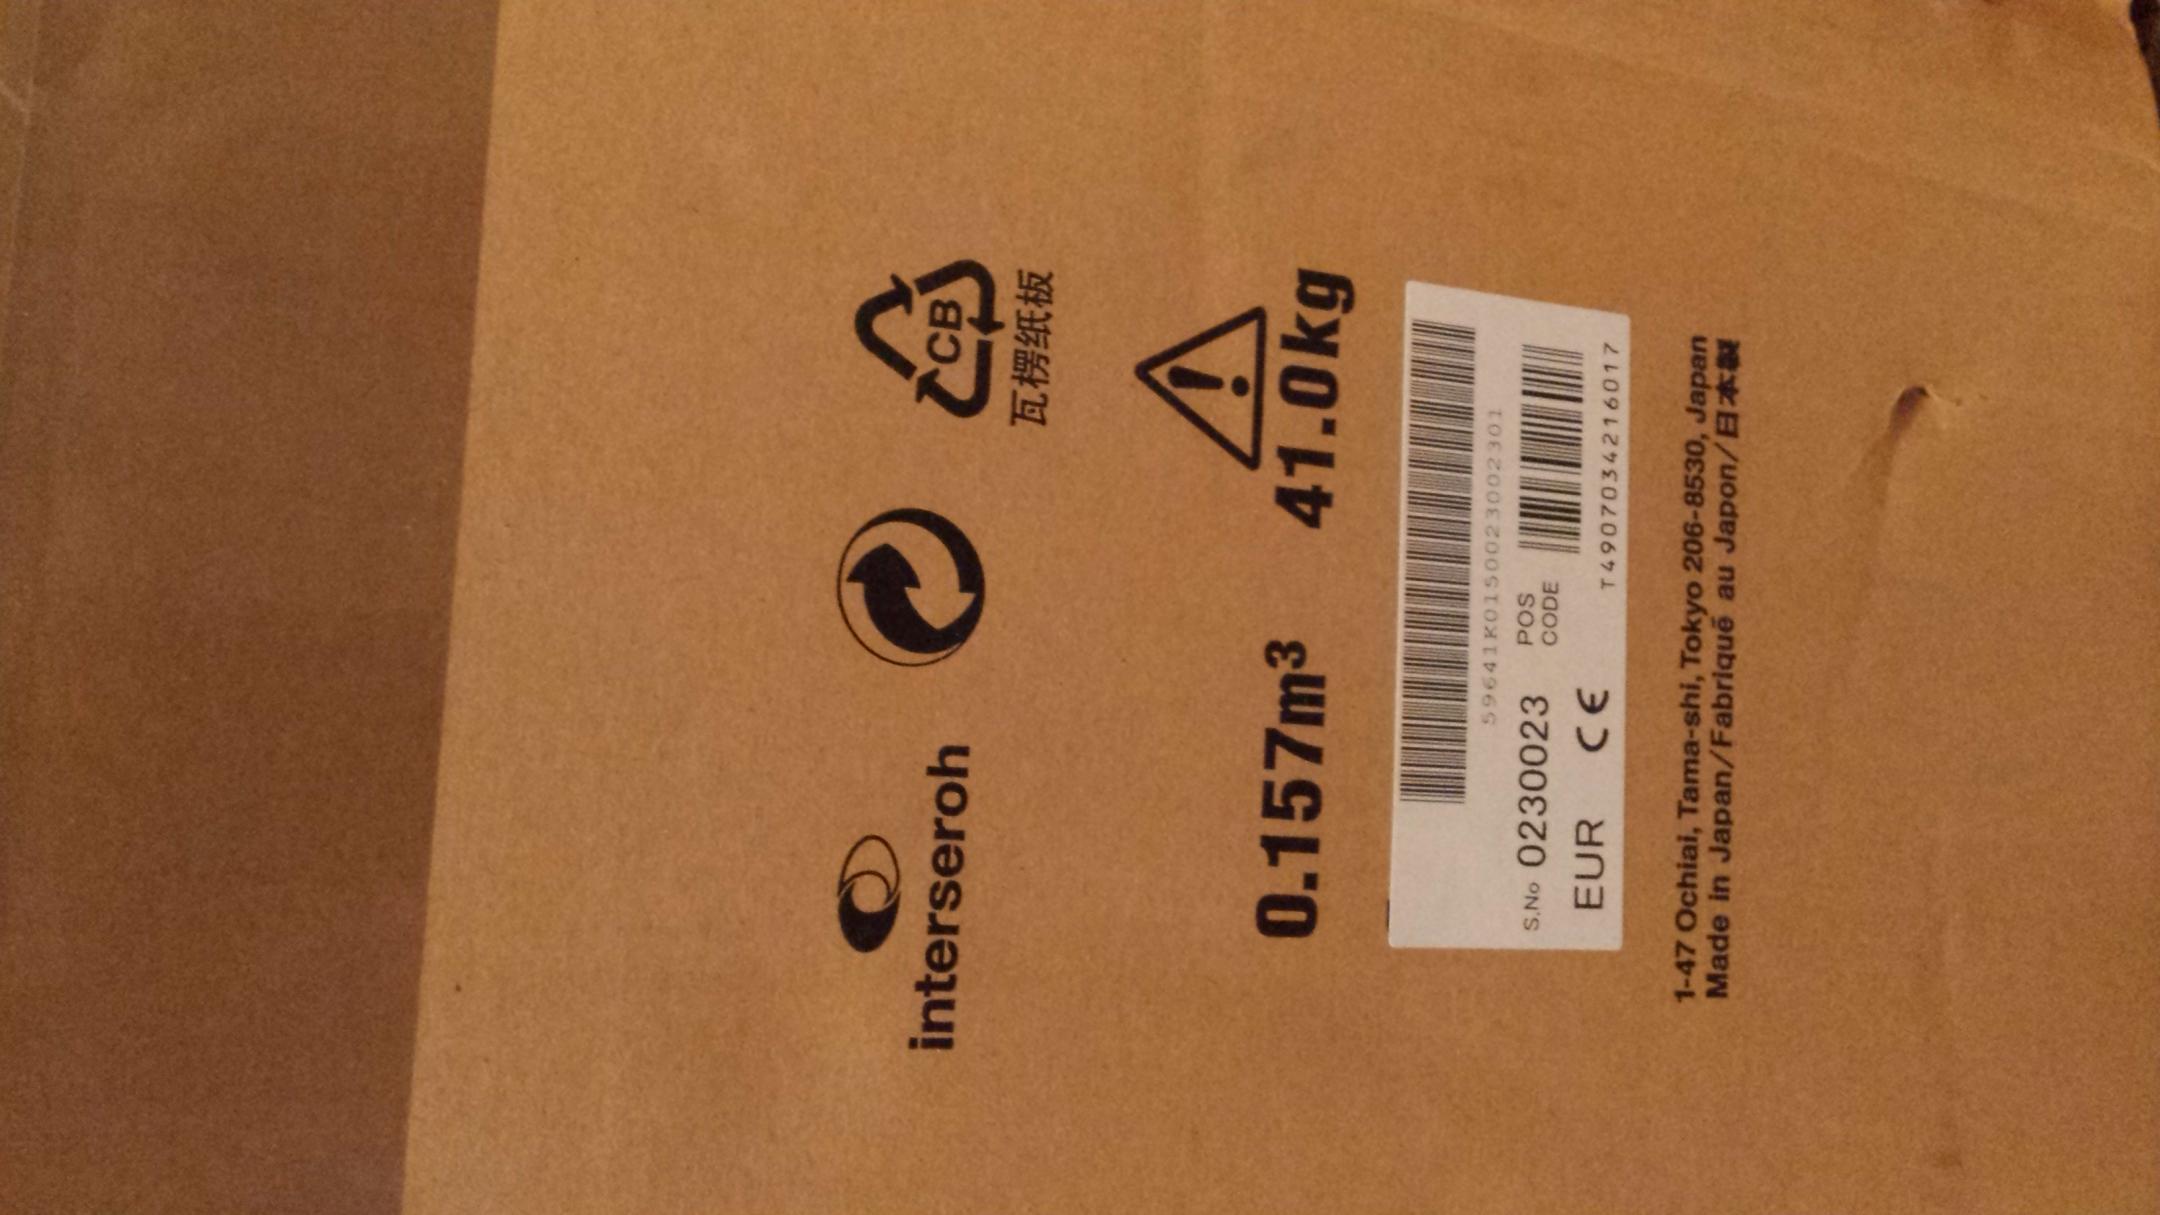 interseroh
CB
瓦楞纸板
0.157m³ 41.0kg
59641K0150023002301
S.No 0230023 POS CODE
EUR CE T4907034216017
1-47 Ochiai, Tama-shi, Tokyo 206-8530, Japan
Made in Japan/Fabriqué au Japon/日本製